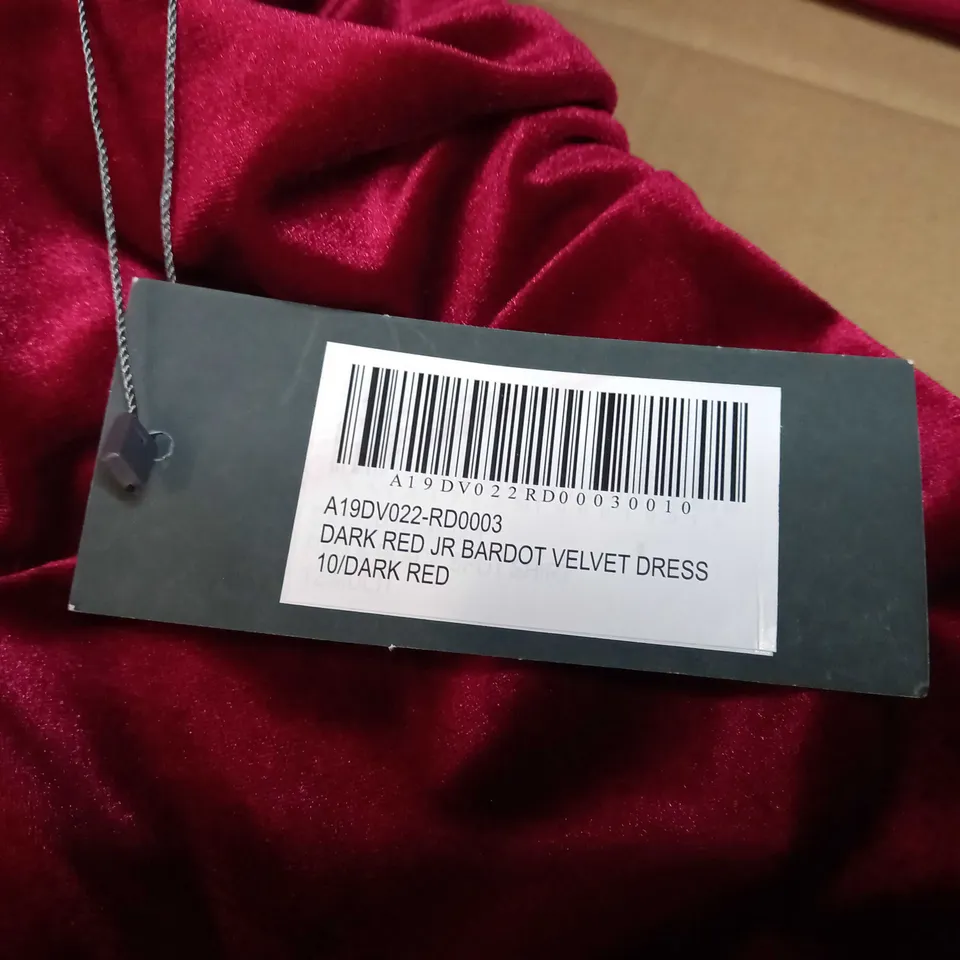 A19DV022RD00030010
A19DV022-RD0003
DARK RED JR BARDOT VELVET DRESS
10/DARK RED